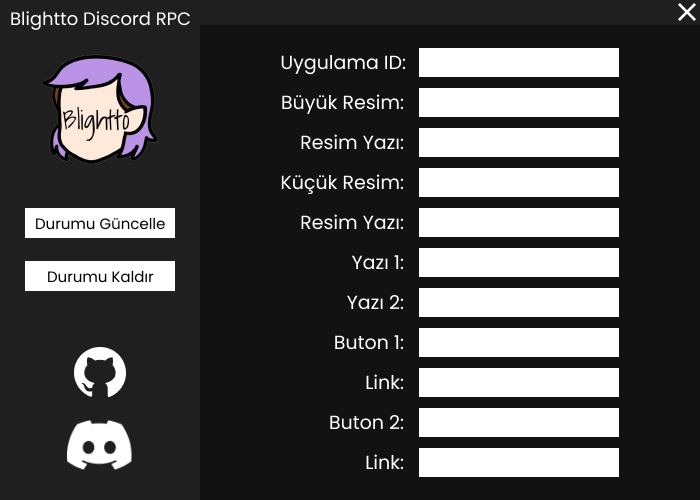 Blightto Discord RPC
Blightto
Durumu Güncelle
Durumu Kaldır
Uygulama ID:
Büyük Resim:
Resim Yazı:
Küçük Resim:
Resim Yazı:
Yazı 1:
Yazı 2:
Buton 1:
Link:
Buton 2:
Link: